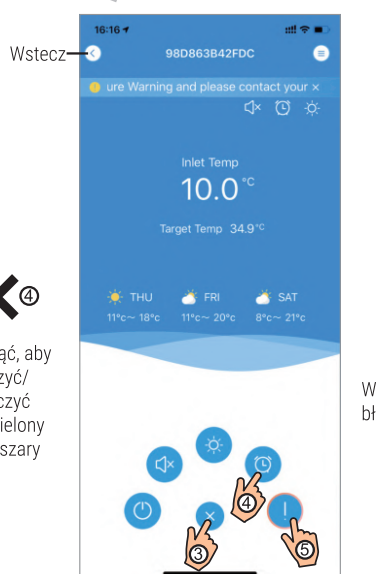 16:16
Wstecz
98D863B42FDC
ure Warning and please contact your ×
Inlet Temp
10.0°C
Target Temp 34.9°C
THU
FRI
SAT
11°c～ 18°c
11°c～ 20°c
8°c～ 21°c
④
ąć, aby
zyć/
czyć
ielony
szary
W
bł
③
④
⑤